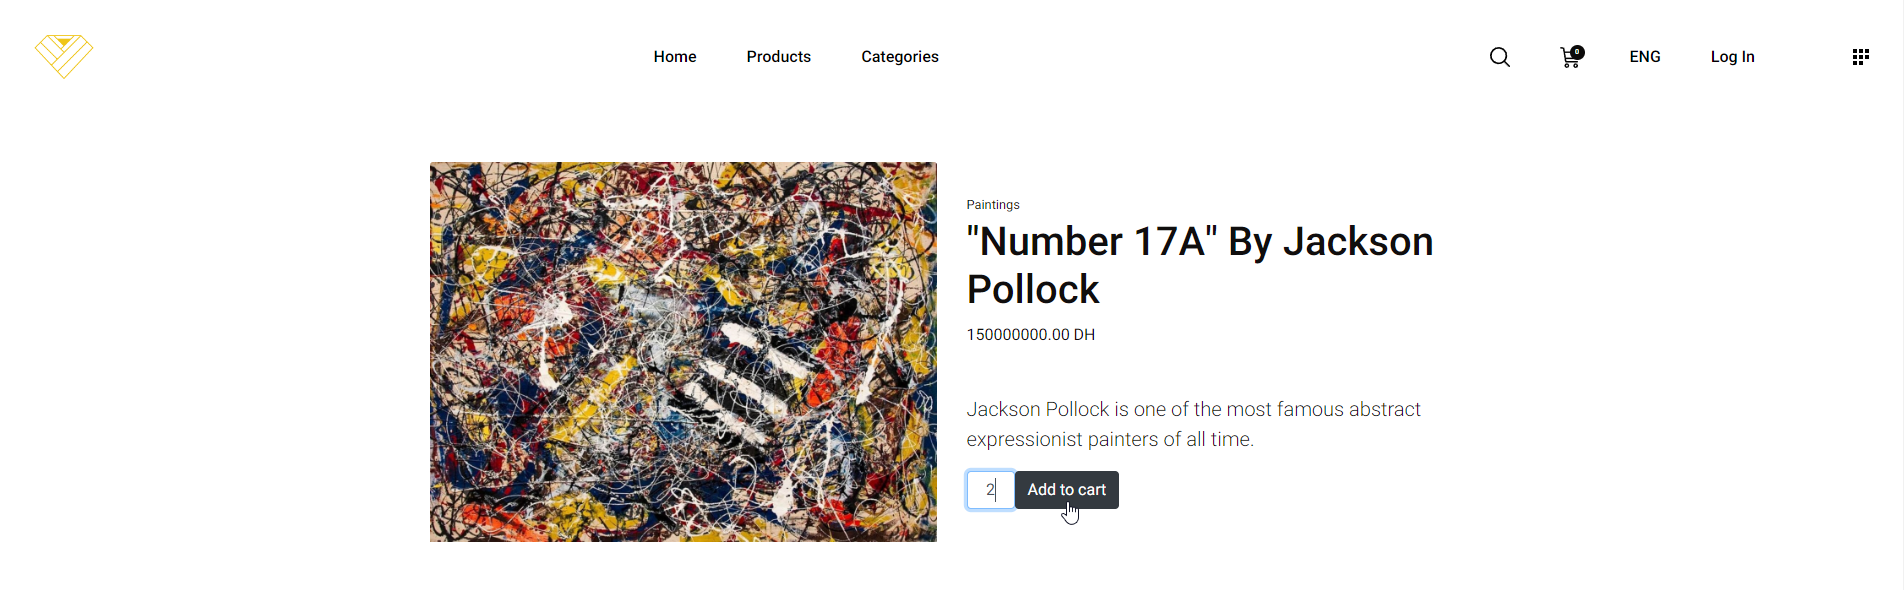 Home Products Categories 0 ENG Log In
Paintings
"Number 17A" By Jackson
Pollock
150000000.00 DH
Jackson Pollock is one of the most famous abstract
expressionist painters of all time.
2 Add to cart